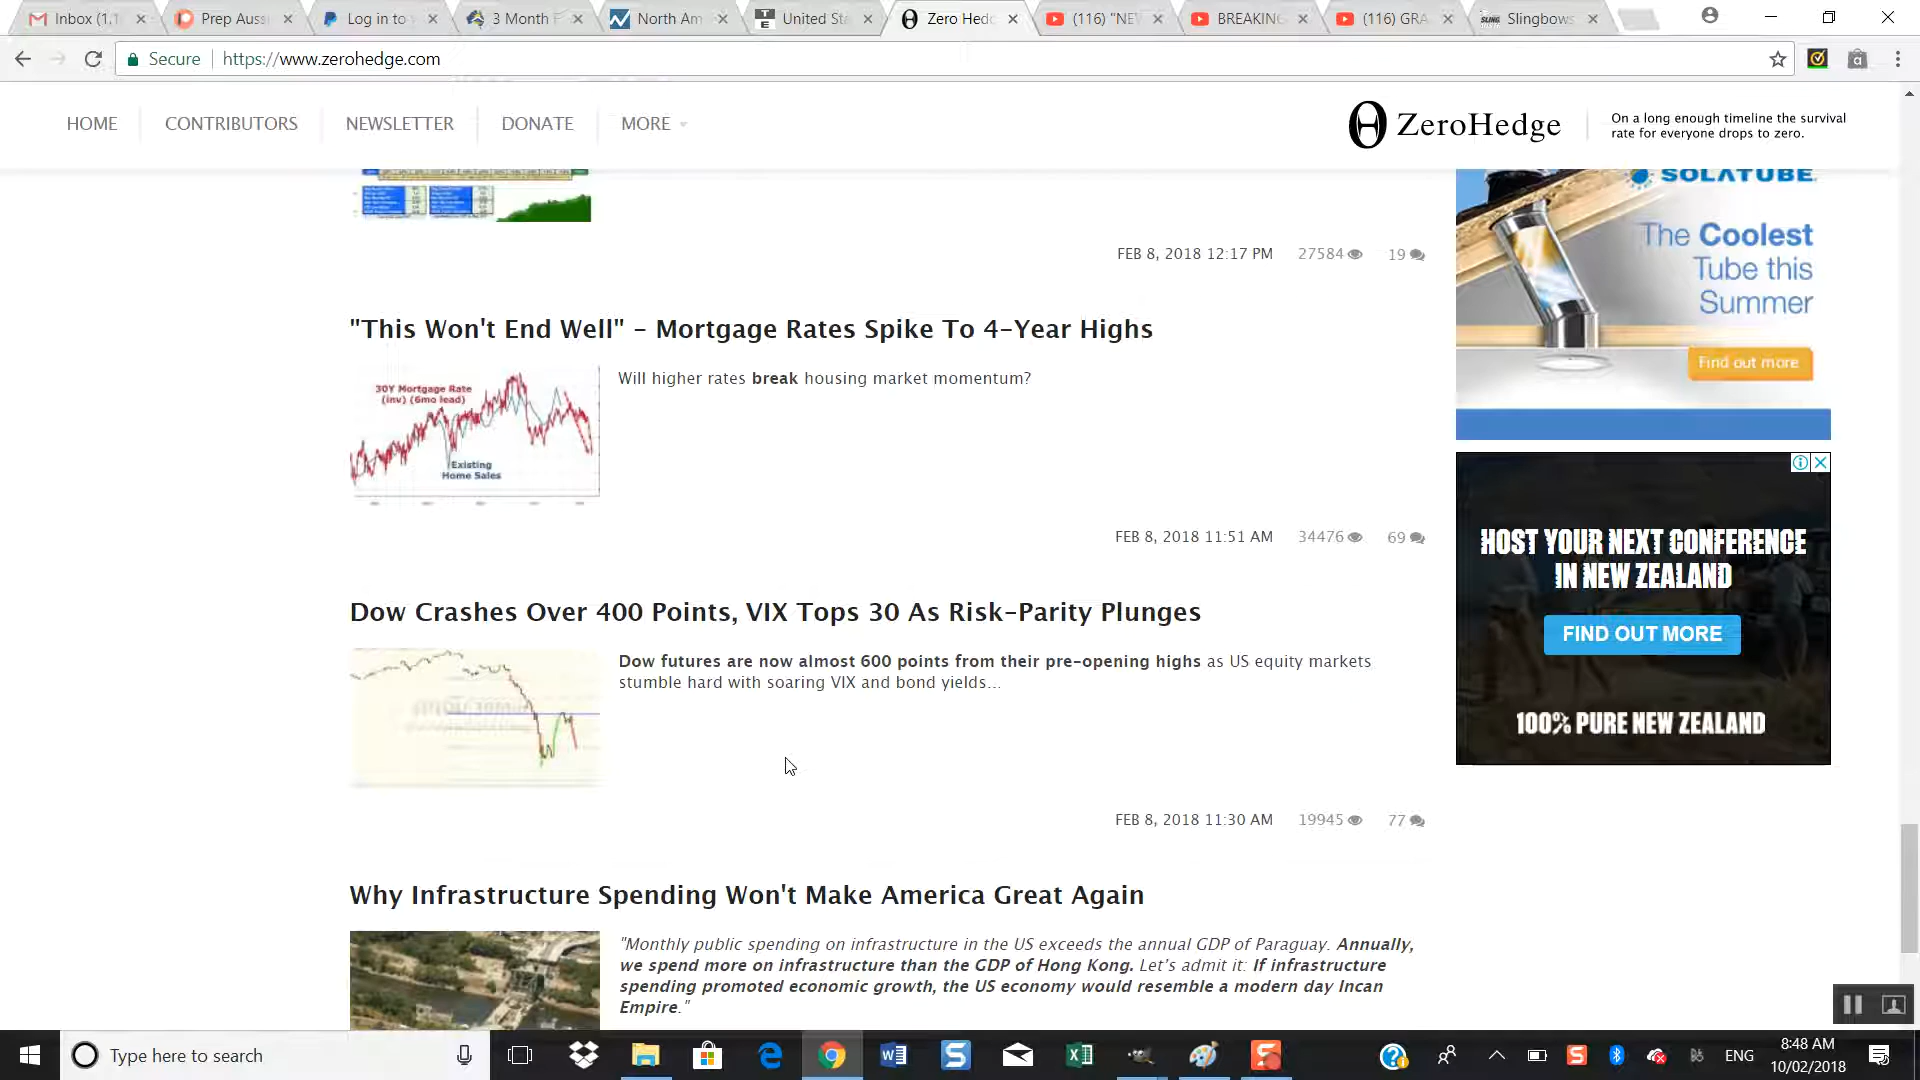 Inbox (1,1
Prep Auss
Log in to y
3 Month F
North Am
United Sta
Zero Hedg
(116) "NEV
BREAKING
(116) GRA
Slingbows
Secure
https://www.zerohedge.com
HOME
CONTRIBUTORS
NEWSLETTER
DONATE
MORE
ZeroHedge
On a long enough timeline the survival
rate for everyone drops to zero.
FEB 8, 2018 12:17 PM 27584 19
"This Won't End Well" - Mortgage Rates Spike To 4-Year Highs
30Y Mortgage Rate
(inv) (6mo lead)
Existing
Home Sales
Will higher rates break housing market momentum?
FEB 8, 2018 11:51 AM 34476 69
Dow Crashes Over 400 Points, VIX Tops 30 As Risk-Parity Plunges
Dow futures are now almost 600 points from their pre-opening highs as US equity markets
stumble hard with soaring VIX and bond yields...
FEB 8, 2018 11:30 AM 19945 77
Why Infrastructure Spending Won't Make America Great Again
"Monthly public spending on infrastructure in the US exceeds the annual GDP of Paraguay. Annually,
we spend more on infrastructure than the GDP of Hong Kong. Let's admit it: If infrastructure
spending promoted economic growth, the US economy would resemble a modern day Incan
Empire."
SOLATUBE
The Coolest
Tube this
Summer
Find out more
HOST YOUR NEXT CONFERENCE
IN NEW ZEALAND
FIND OUT MORE
100% PURE NEW ZEALAND
Type here to search
ENG
8:48 AM
10/02/2018